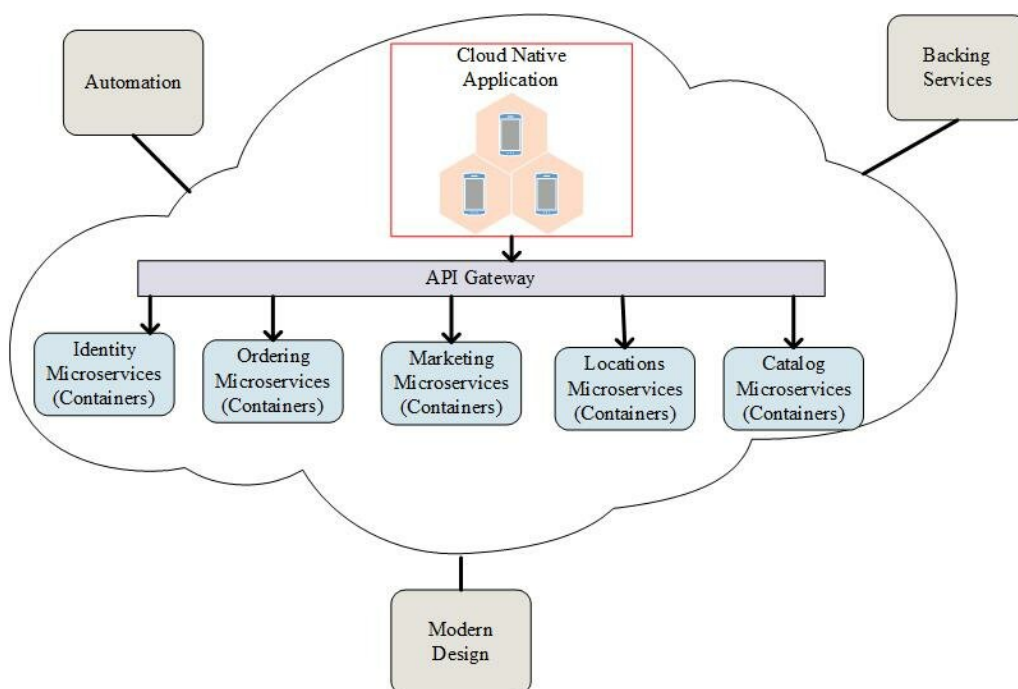 Automation
Cloud Native
Application
Backing
Services
API Gateway
Identity
Microservices
(Containers)
Ordering
Microservices
(Containers)
Marketing
Microservices
(Containers)
Locations
Microservices
(Containers)
Catalog
Microservices
(Containers)
Modern
Design